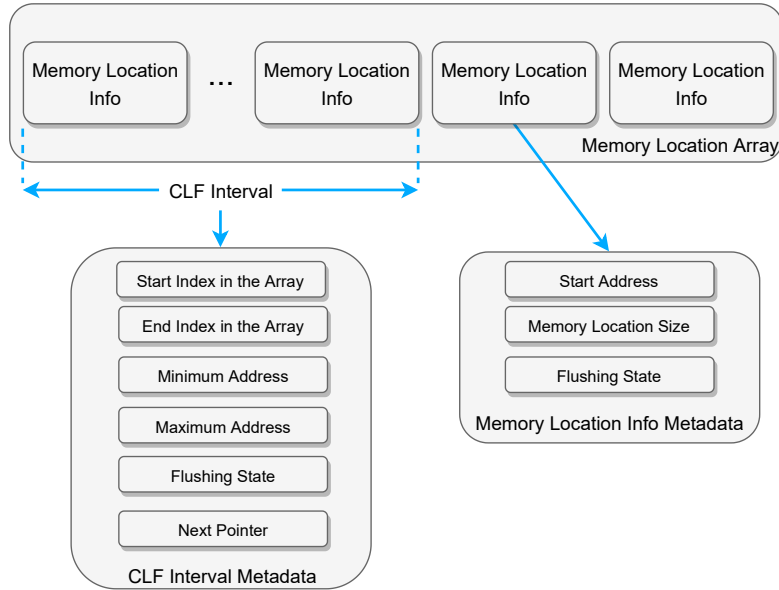 Memory Location
Info
...
Memory Location
Info
Memory Location
Info
Memory Location
Info
Memory Location Array
CLF Interval
Start Index in the Array
End Index in the Array
Minimum Address
Maximum Address
Flushing State
Next Pointer
CLF Interval Metadata
Start Address
Memory Location Size
Flushing State
Memory Location Info Metadata